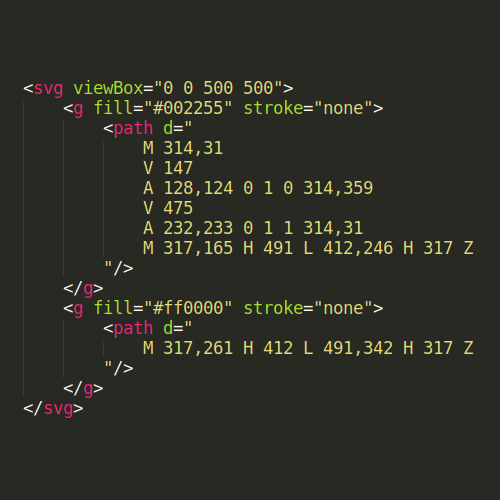 <svg viewBox="0 0 500 500">
<g fill="#002255" stroke="none">
<path d="
M 314,31
V 147
A 128,124 0 1 0 314,359
V 475
A 232,233 0 1 1 314,31
M 317,165 H 491 L 412,246 H 317 Z
"/>
</g>
<g fill="#ff0000" stroke="none">
<path d="
M 317,261 H 412 L 491,342 H 317 Z
"/>
</g>
</svg>